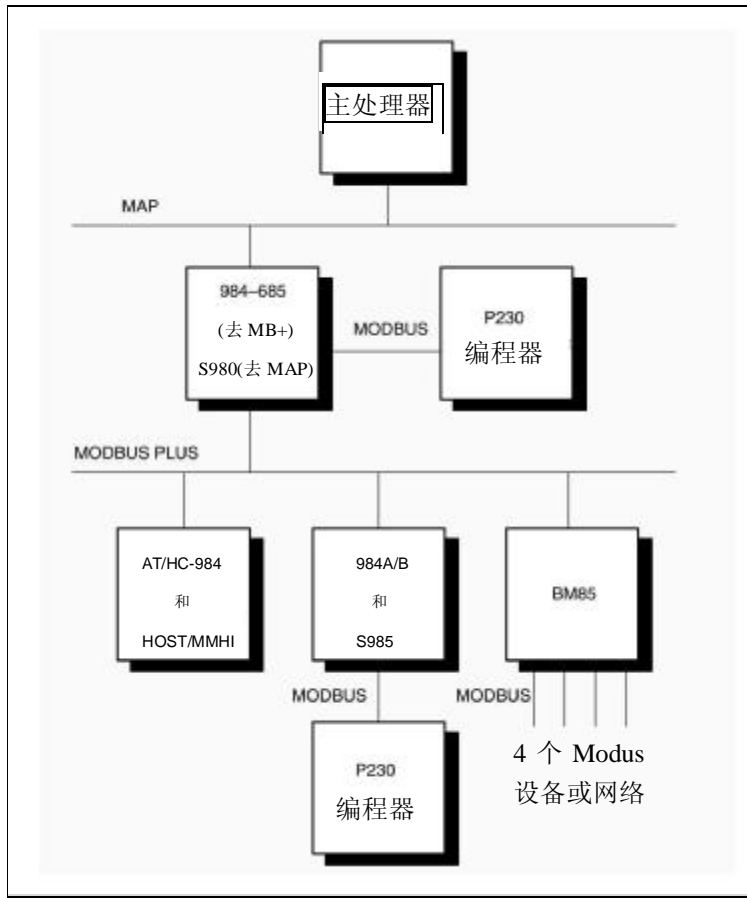 主处理器
MAP
984–685
(去 MB+)
S980(去 MAP)
MODBUS
P230
编程器
MODBUS PLUS
AT/HC-984
和
HOST/MMHI
984A/B
和
S985
BM85
MODBUS
MODBUS
P230
编程器
4 个 Modus
设备或网络